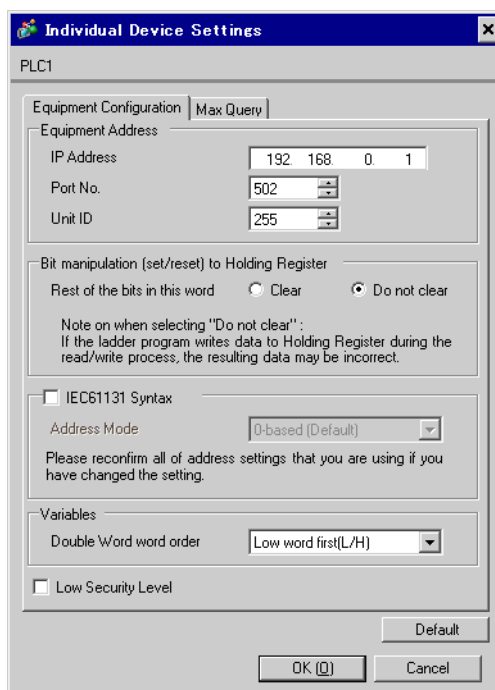 Individual Device Settings
PLC1
Equipment Configuration Max Query
Equipment Address
IP Address 192. 168. 0. 1
Port No. 502
Unit ID 255
Bit manipulation (set/reset) to Holding Register
Rest of the bits in this word Clear Do not clear
Note on when selecting "Do not clear" :
If the ladder program writes data to Holding Register during the
read/write process, the resulting data may be incorrect.
IEC61131 Syntax
Address Mode 0-based (Default)
Please reconfirm all of address settings that you are using if you
have changed the setting.
Variables
Double Word word order Low word first(L/H)
Low Security Level
Default
OK (O) Cancel